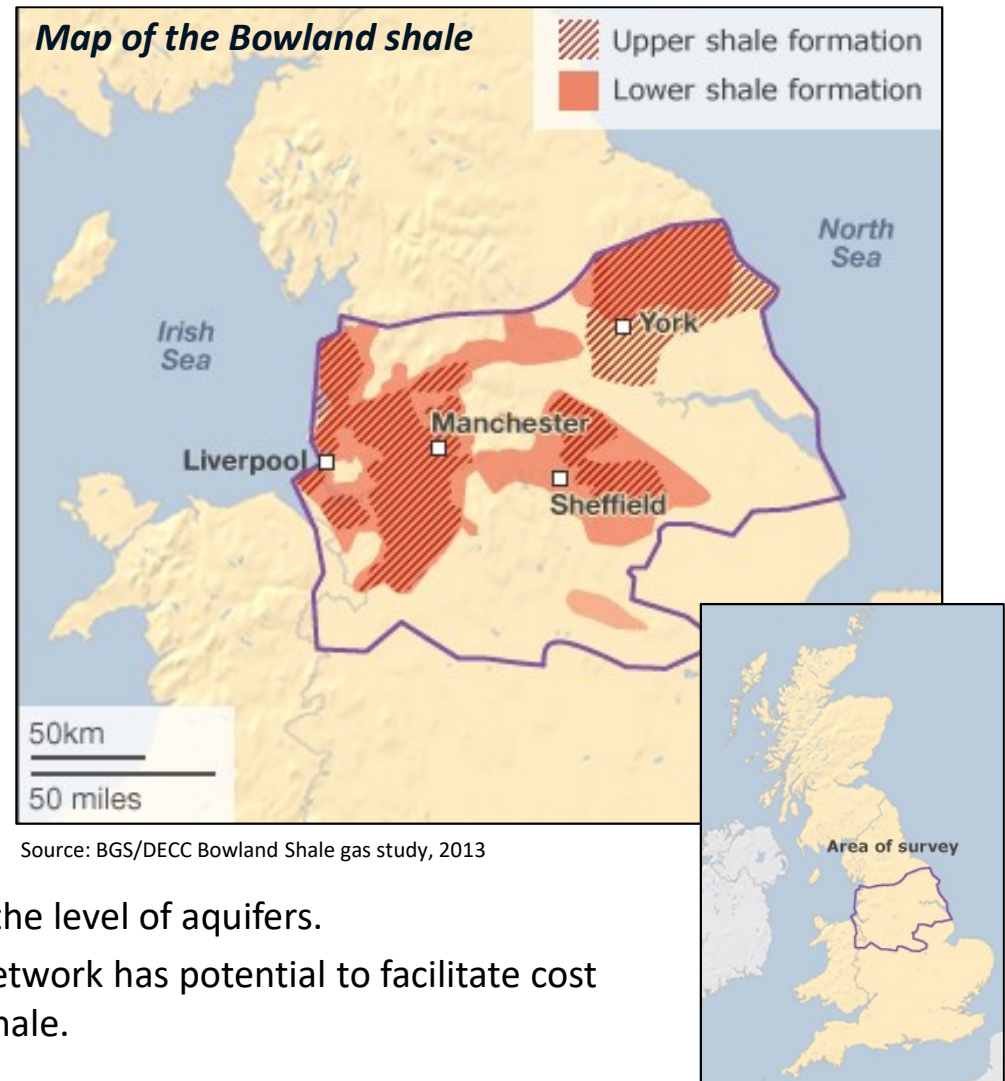 Map of the Bowland shale
Upper shale formation
Lower shale formation
North
Sea
Irish
Sea
York
Manchester
Liverpool
Sheffield
50km
50 miles
Source: BGS/DECC Bowland Shale gas study, 2013
Area of survey
the level of aquifers.
etwork has potential to facilitate cost
nale.